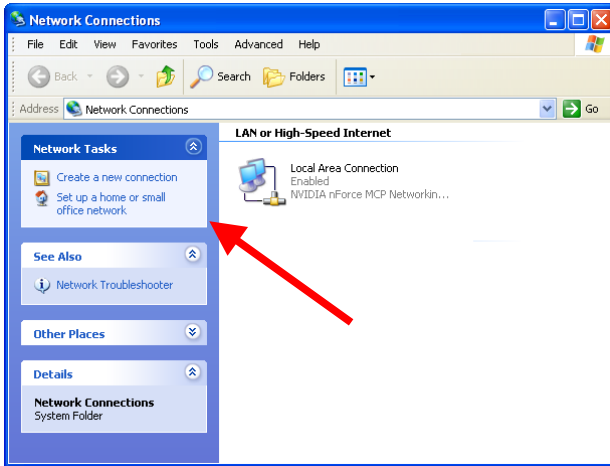 Network Connections
File Edit View Favorites Tools Advanced Help
Back Search Folders
Address Network Connections Go
LAN or High-Speed Internet
Network Tasks
Create a new connection
Set up a home or small
office network
Local Area Connection
Enabled
NVIDIA nForce MCP Networkin...
See Also
Network Troubleshooter
Other Places
Details
Network Connections
System Folder